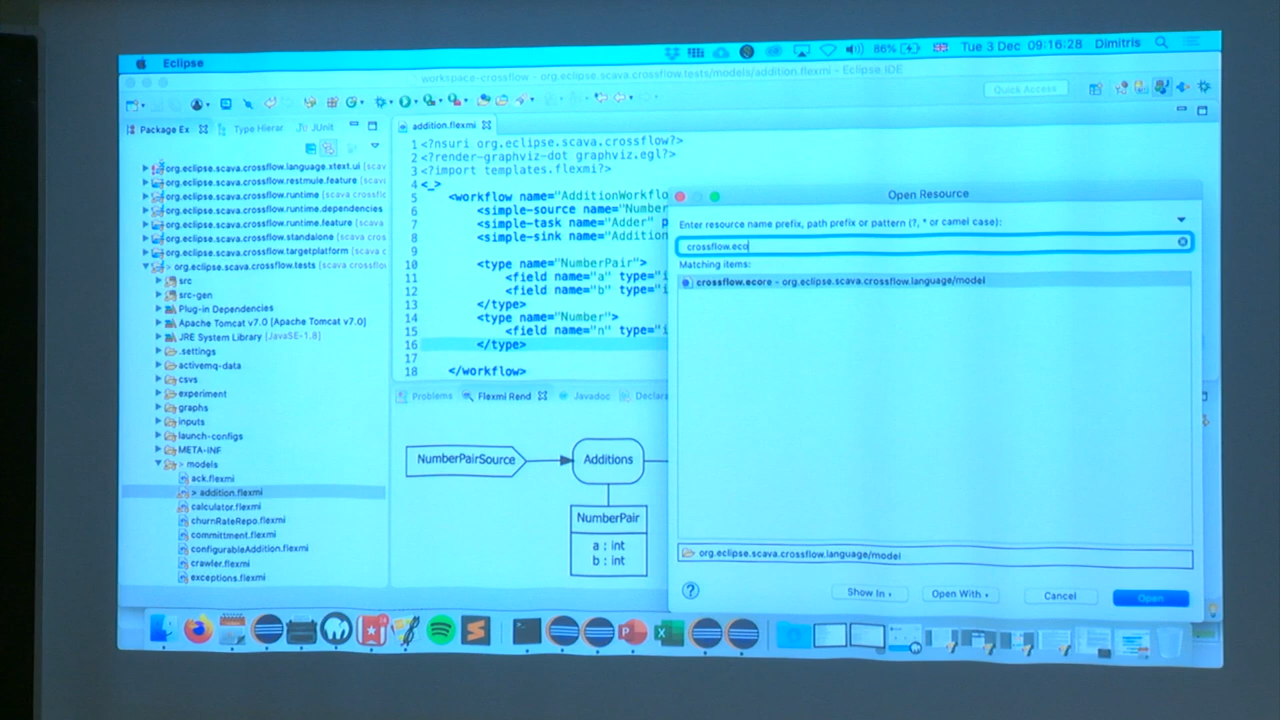 Eclipse
86%
Tue 3 Dec 09:16:28 Dimitris
workspace-crossflow - org.eclipse.scava.crossflow.tests/models/addition.flexmi - Eclipse IDE
Quick Access
Package Ex
Type Hierar
JUnit
org.eclipse.scava.crossflow.language.xtext.ui [scav
org.eclipse.scava.crossflow.restmule.feature [scav
org.eclipse.scava.crossflow.runtime [scava crossflo
org.eclipse.scava.crossflow.runtime.dependencies
org.eclipse.scava.crossflow.runtime.feature [scava
org.eclipse.scava.crossflow.standalone [scava cros
org.eclipse.scava.crossflow.targetplatform [scava
> org.eclipse.scava.crossflow.tests [scava crossflo
src
src-gen
Plug-in Dependencies
Apache Tomcat v7.0 [Apache Tomcat v7.0]
JRE System Library [JavaSE-1.8]
.settings
activemq-data
csvs
experiment
graphs
inputs
launch-configs
META-INF
> models
ack.flexmi
> addition.flexmi
calculator.flexmi
churnRateRepo.flexmi
committment.flexmi
configurableAddition.flexmi
crawler.flexmi
exceptions.flexmi
addition.flexmi
1 <?nsuri org.eclipse.scava.crossflow?>
2 <?render-graphviz-dot graphviz.egl?>
3 <?import templates.flexmi?>
4 <_>
5 <workflow name="AdditionWorkflo
6 <simple-source name="Number
7 <simple-task name="Adder" p
8 <simple-sink name="Addition
9
10 <type name="NumberPair">
11 <field name="a" type="i
12 <field name="b" type="i
13 </type>
14 <type name="Number">
15 <field name="n" type="i
16 </type>
17
18 </workflow>
Problems
Flexmi Rend
Javadoc
Declara
NumberPairSource
Additions
NumberPair
a : int
b : int
Open Resource
Enter resource name prefix, path prefix or pattern (?, * or camel case):
crossflow.eco
Matching items:
crossflow.ecore - org.eclipse.scava.crossflow.language/model
org.eclipse.scava.crossflow.language/model
?
Show In
Open With
Cancel
Open